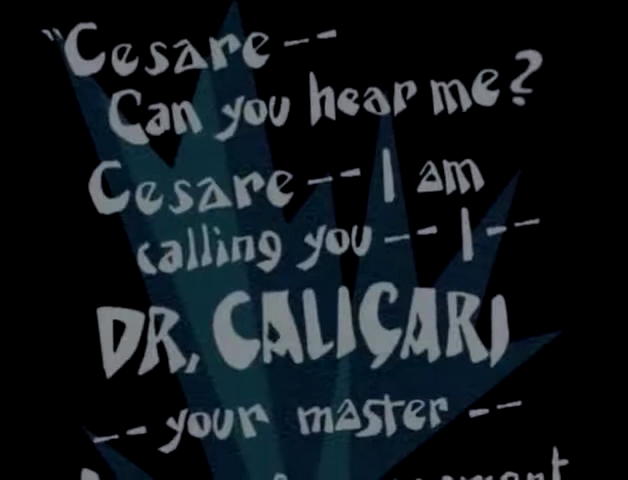 "Cesare--
Can you hear me?
Cesare--I am
calling you--I--
DR, CALIGARI
--your master--